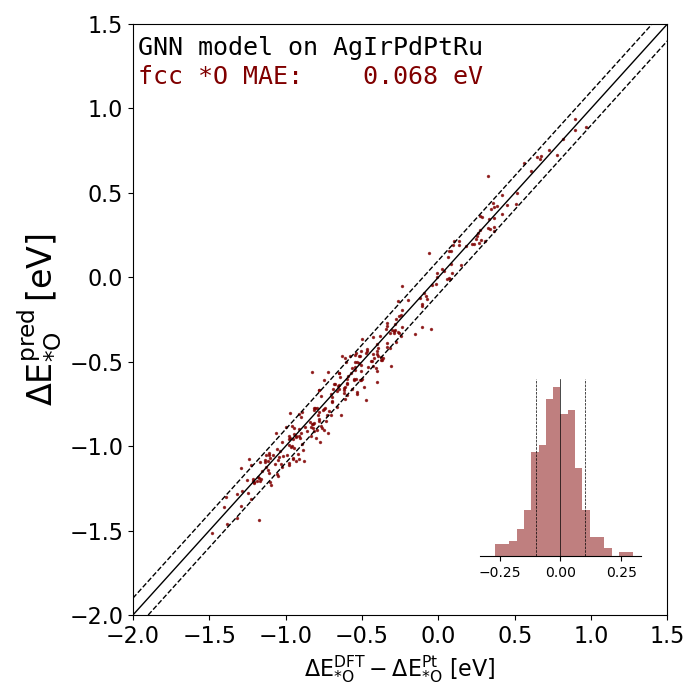 GNN model on AgIrPdPtRu
fcc *O MAE:    0.068 eV
1.5
1.0
0.5
0.0
−0.5
−1.0
−1.5
−2.0
ΔE*O^pred [eV]
−0.25 0.00 0.25
−2.0 −1.5 −1.0 −0.5 0.0 0.5 1.0 1.5
ΔE*O^DFT − ΔE*O^Pt [eV]